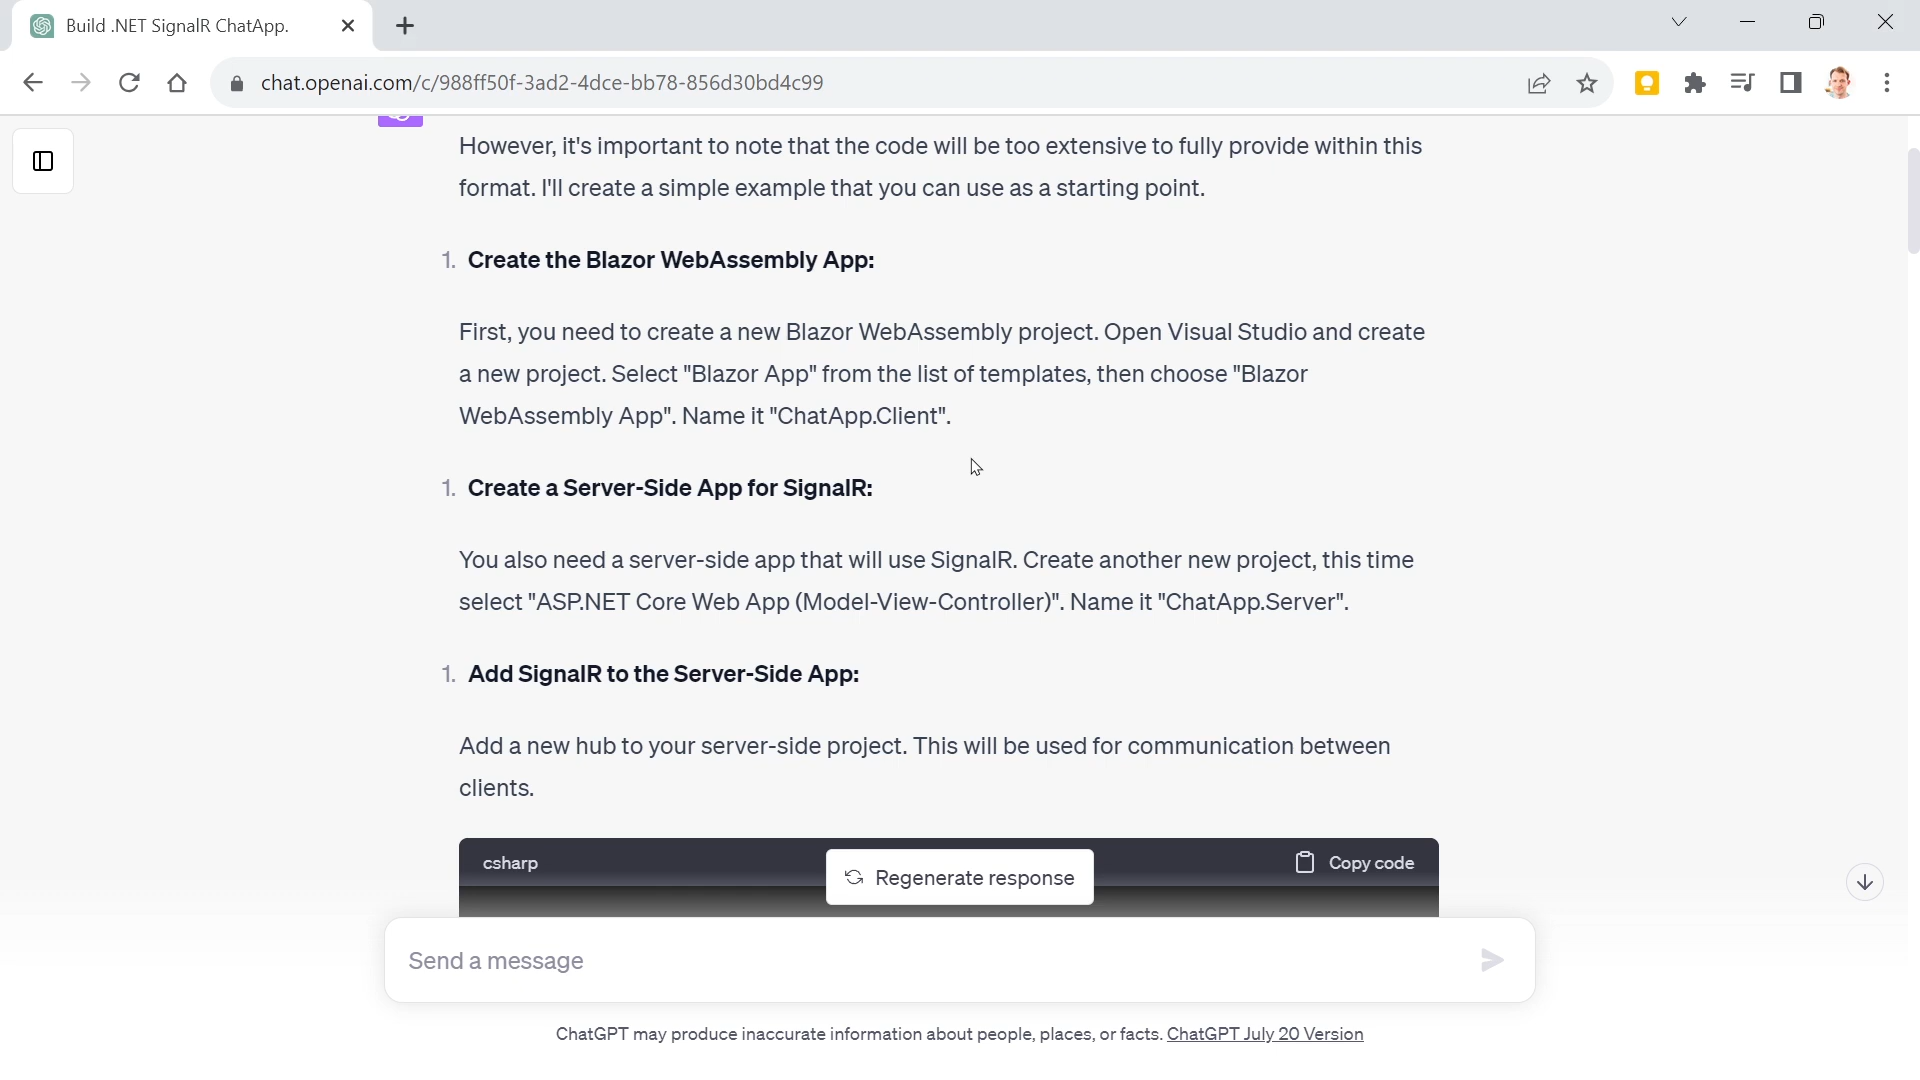 Build .NET SignalR ChatApp.
chat.openai.com/c/988ff50f-3ad2-4dce-bb78-856d30bd4c99
However, it's important to note that the code will be too extensive to fully provide within this
format. I'll create a simple example that you can use as a starting point.
1. Create the Blazor WebAssembly App:
First, you need to create a new Blazor WebAssembly project. Open Visual Studio and create
a new project. Select "Blazor App" from the list of templates, then choose "Blazor
WebAssembly App". Name it "ChatApp.Client".
1. Create a Server-Side App for SignalR:
You also need a server-side app that will use SignalR. Create another new project, this time
select "ASP.NET Core Web App (Model-View-Controller)". Name it "ChatApp.Server".
1. Add SignalR to the Server-Side App:
Add a new hub to your server-side project. This will be used for communication between
clients.
csharp
Copy code
Regenerate response
Send a message
ChatGPT may produce inaccurate information about people, places, or facts. ChatGPT July 20 Version